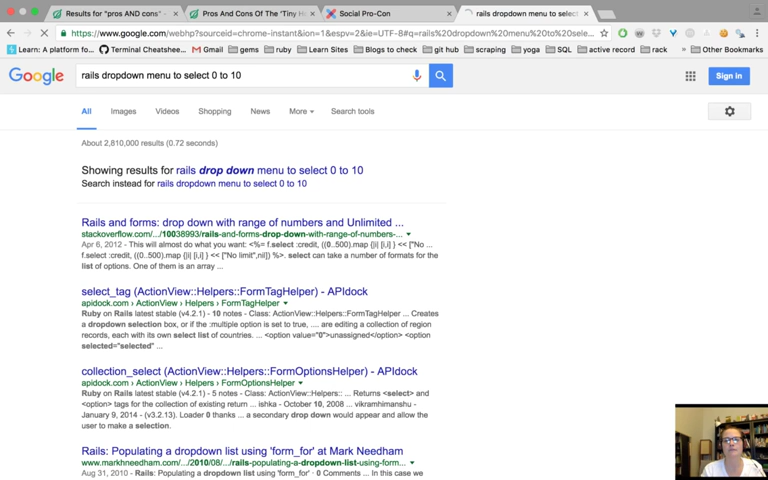 Results for "pros AND cons"
Pros And Cons Of The "Tiny H
Social Pro-Con
rails dropdown menu to select
https://www.google.com/webhp?sourceid=chrome-instant&ion=1&espv=2&ie=UTF-8#q=rails%20dropdown%20menu%20to%20sele...
Learn: A platform fo...
Terminal Cheatshee...
Gmail
gems
ruby
Learn Sites
Blogs to check
git hub
scraping
yoga
SQL
active record
rack
»
Other Bookmarks
Google
rails dropdown menu to select 0 to 10
Sign in
All
Images
Videos
Shopping
News
More
Search tools
About 2,810,000 results (0.72 seconds)
Showing results for rails drop down menu to select 0 to 10
Search instead for rails dropdown menu to select 0 to 10
Rails and forms: drop down with range of numbers and Unlimited ...
stackoverflow.com/.../10038993/rails-and-forms-drop-down-with-range-of-numbers-...
Apr 6, 2012 - This will almost do what you want: <%= f.select :credit, ((0..500).map {|i| [i,i] } << ["No ...
f.select :credit, ((0..500).map {|i| [i,i] } << ["No limit",nil]) %>. select can take a number of formats for the
list of options. One of them is an array ...
select_tag (ActionView::Helpers::FormTagHelper) - APIdock
apidock.com › ActionView › Helpers › FormTagHelper
Ruby on Rails latest stable (v4.2.1) - 10 notes - Class: ActionView::Helpers::FormTagHelper ... Creates
a dropdown selection box, or if the :multiple option is set to true, .... are editing a collection of region
records, each with its own select list of countries. ... <option value="0">unassigned</option> <option
selected="selected" ...
collection_select (ActionView::Helpers::FormOptionsHelper) - APIdock
apidock.com › ActionView › Helpers › FormOptionsHelper
Ruby on Rails latest stable (v4.2.1) - 5 notes - Class: ActionView::Helpers:: ... Returns <select> and
<option> tags for the collection of existing return ... ishka - October 10, 2008 ... vikramhimanshu -
January 9, 2014 - (v3.2.13). Loader 0 thanks ... a secondary drop down would appear and allow the
user to make a selection.
Rails: Populating a dropdown list using 'form_for' at Mark Needham
www.markhneedham.com/.../2010/08/.../rails-populating-a-dropdown-list-using-form...
Aug 31, 2010 - Rails: Populating a dropdown list using 'form_for' · 0 Comments ... In this case we